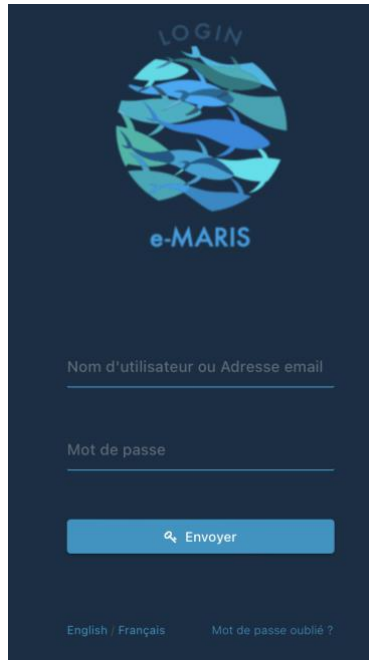 LOGIN
e-MARIS
Nom d'utilisateur ou Adresse email
Mot de passe
Envoyer
English / Français Mot de passe oublié ?